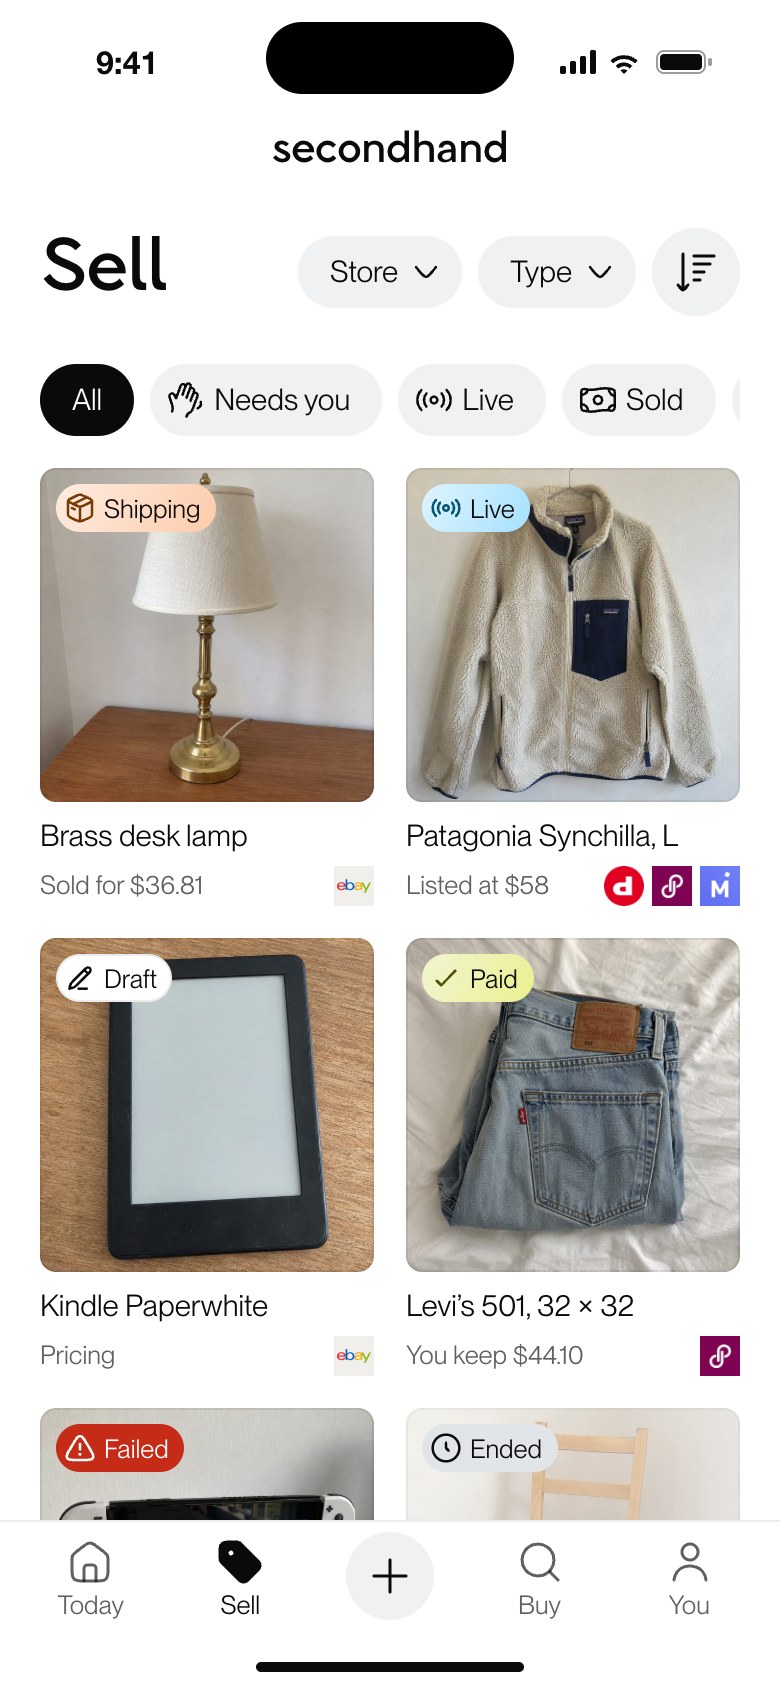 9:41
secondhand
Sell
Store
Type
All
Needs you
Live
Sold
Shipping
Live
Brass desk lamp
Patagonia Synchilla, L
Sold for $36.81
ebay
Listed at $58
Draft
Paid
Kindle Paperwhite
Levi’s 501, 32 × 32
Pricing
ebay
You keep $44.10
Failed
Ended
Today
Sell
Buy
You